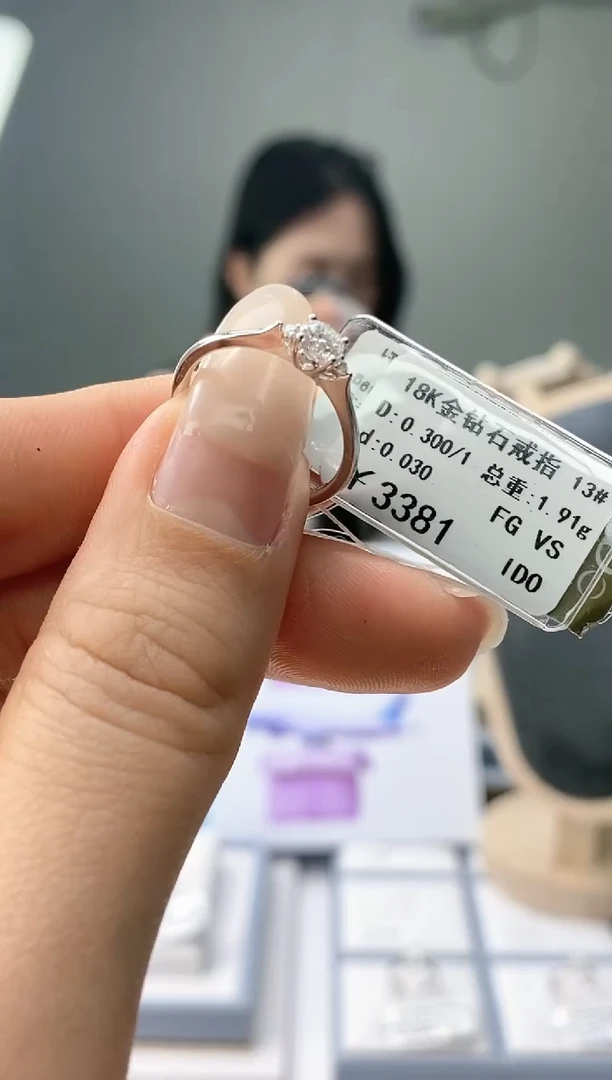 18K金钻石戒指 13#
D:0.300/1 总重:1.91g
d:0.030 FG VS
¥3381 IDO